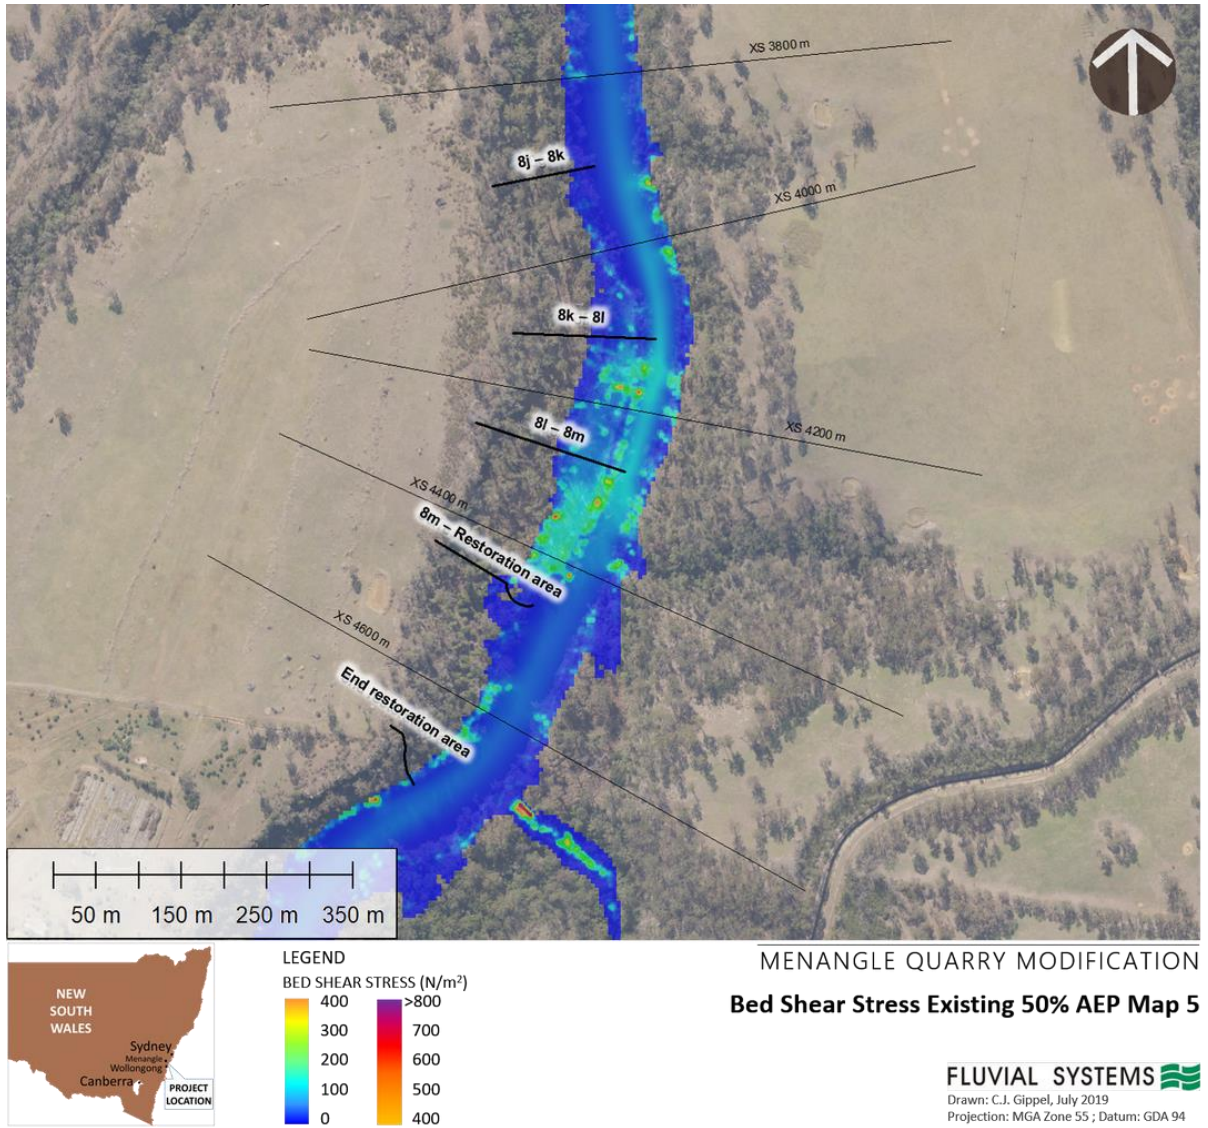 XS 3800 m
8j – 8k
XS 4000 m
8k – 8l
8l – 8m
XS 4200 m
XS 4400 m
8m – Restoration area
XS 4600 m
End restoration area
50 m 150 m 250 m 350 m
NEW
SOUTH
WALES
Sydney
Menangle
Wollongong
Canberra
PROJECT
LOCATION
LEGEND
BED SHEAR STRESS (N/m²)
400 >800
300 700
200 600
100 500
0 400
MENANGLE QUARRY MODIFICATION
Bed Shear Stress Existing 50% AEP Map 5
FLUVIAL SYSTEMS
Drawn: C.J. Gippel, July 2019
Projection: MGA Zone 55 ; Datum: GDA 94